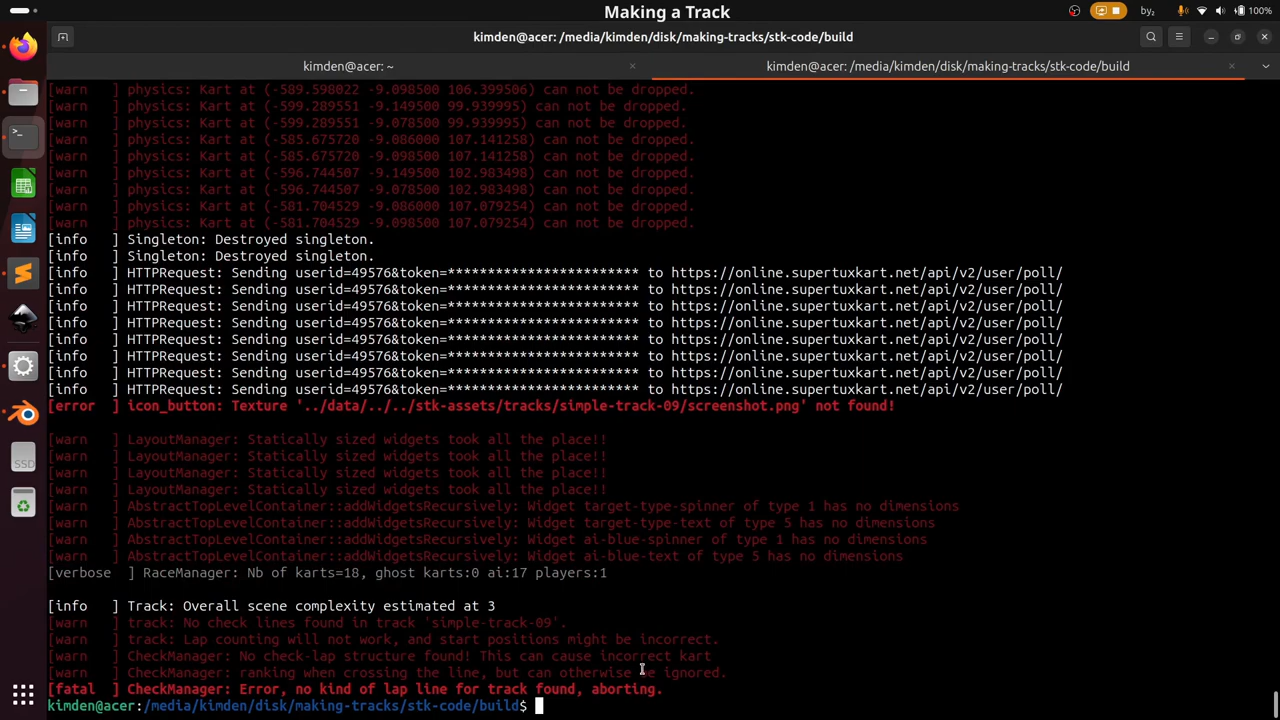 Making a Track
by₂
100%
kimden@acer: /media/kimden/disk/making-tracks/stk-code/build
kimden@acer: ~
kimden@acer: /media/kimden/disk/making-tracks/stk-code/build
[warn   ] physics: Kart at (-589.598022 -9.098500 106.399506) can not be dropped.
[warn   ] physics: Kart at (-599.289551 -9.149500 99.939995) can not be dropped.
[warn   ] physics: Kart at (-599.289551 -9.078500 99.939995) can not be dropped.
[warn   ] physics: Kart at (-585.675720 -9.086000 107.141258) can not be dropped.
[warn   ] physics: Kart at (-585.675720 -9.098500 107.141258) can not be dropped.
[warn   ] physics: Kart at (-596.744507 -9.149500 102.983498) can not be dropped.
[warn   ] physics: Kart at (-596.744507 -9.078500 102.983498) can not be dropped.
[warn   ] physics: Kart at (-581.704529 -9.086000 107.079254) can not be dropped.
[warn   ] physics: Kart at (-581.704529 -9.098500 107.079254) can not be dropped.
[info   ] Singleton: Destroyed singleton.
[info   ] Singleton: Destroyed singleton.
[info   ] HTTPRequest: Sending userid=49576&token=************************ to https://online.supertuxkart.net/api/v2/user/poll/
[info   ] HTTPRequest: Sending userid=49576&token=************************ to https://online.supertuxkart.net/api/v2/user/poll/
[info   ] HTTPRequest: Sending userid=49576&token=************************ to https://online.supertuxkart.net/api/v2/user/poll/
[info   ] HTTPRequest: Sending userid=49576&token=************************ to https://online.supertuxkart.net/api/v2/user/poll/
[info   ] HTTPRequest: Sending userid=49576&token=************************ to https://online.supertuxkart.net/api/v2/user/poll/
[info   ] HTTPRequest: Sending userid=49576&token=************************ to https://online.supertuxkart.net/api/v2/user/poll/
[info   ] HTTPRequest: Sending userid=49576&token=************************ to https://online.supertuxkart.net/api/v2/user/poll/
[info   ] HTTPRequest: Sending userid=49576&token=************************ to https://online.supertuxkart.net/api/v2/user/poll/
[error  ] icon_button: Texture '../data/../../stk-assets/tracks/simple-track-09/screenshot.png' not found!
[warn   ] LayoutManager: Statically sized widgets took all the place!!
[warn   ] LayoutManager: Statically sized widgets took all the place!!
[warn   ] LayoutManager: Statically sized widgets took all the place!!
[warn   ] LayoutManager: Statically sized widgets took all the place!!
[warn   ] AbstractTopLevelContainer::addWidgetsRecursively: Widget target-type-spinner of type 1 has no dimensions
[warn   ] AbstractTopLevelContainer::addWidgetsRecursively: Widget target-type-text of type 5 has no dimensions
[warn   ] AbstractTopLevelContainer::addWidgetsRecursively: Widget ai-blue-spinner of type 1 has no dimensions
[warn   ] AbstractTopLevelContainer::addWidgetsRecursively: Widget ai-blue-text of type 5 has no dimensions
[verbose  ] RaceManager: Nb of karts=18, ghost karts:0 ai:17 players:1
[info   ] Track: Overall scene complexity estimated at 3
[warn   ] track: No check lines found in track 'simple-track-09'.
[warn   ] track: Lap counting will not work, and start positions might be incorrect.
[warn   ] CheckManager: No check-lap structure found! This can cause incorrect kart
[warn   ] CheckManager: ranking when crossing the line, but can otherwise be ignored.
[fatal  ] CheckManager: Error, no kind of lap line for track found, aborting.
kimden@acer:/media/kimden/disk/making-tracks/stk-code/build$
SSD